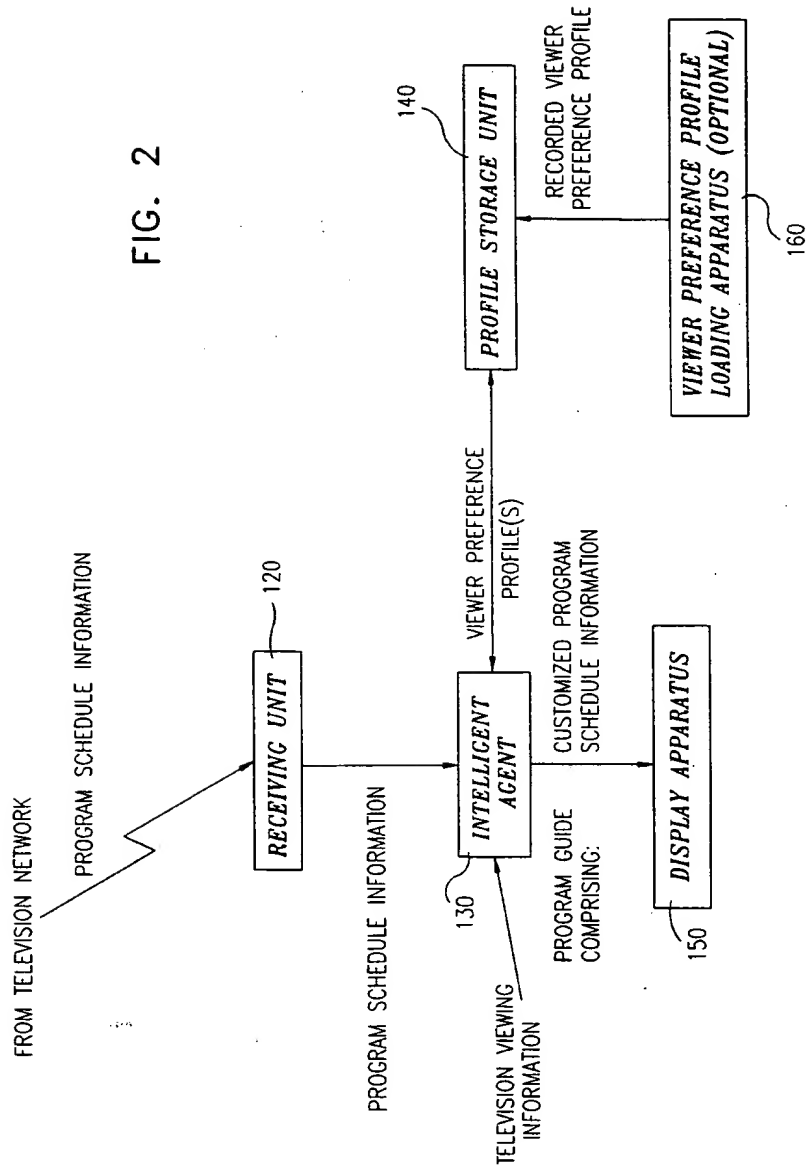 FIG. 2
FROM TELEVISION NETWORK
PROGRAM SCHEDULE INFORMATION
120
RECEIVING UNIT
PROGRAM SCHEDULE INFORMATION
130
INTELLIGENT
AGENT
TELEVISION VIEWING
INFORMATION
VIEWER PREFERENCE
PROFILE(S)
140
PROFILE STORAGE UNIT
RECORDED VIEWER
PREFERENCE PROFILE
VIEWER PREFERENCE PROFILE
LOADING APPARATUS (OPTIONAL)
160
PROGRAM GUIDE
COMPRISING:
CUSTOMIZED PROGRAM
SCHEDULE INFORMATION
DISPLAY APPARATUS
150